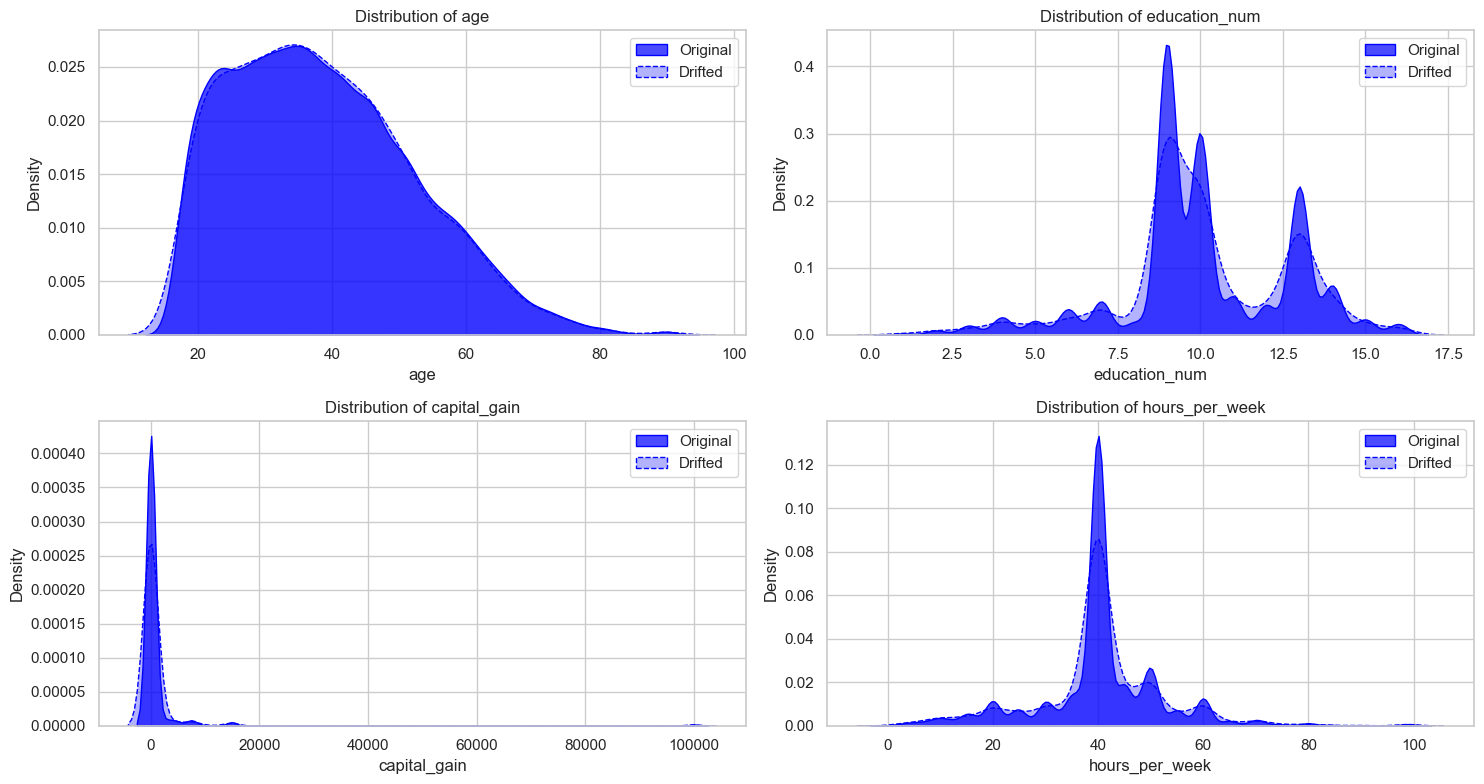 Distribution of age
Original
Drifted
0.025
0.020
0.015
0.010
0.005
0.000
Density
20
40
60
80
100
age
Distribution of education_num
Original
Drifted
0.4
0.3
0.2
0.1
0.0
Density
0.0
2.5
5.0
7.5
10.0
12.5
15.0
17.5
education_num
Distribution of capital_gain
Original
Drifted
0.00040
0.00035
0.00030
0.00025
0.00020
0.00015
0.00010
0.00005
0.00000
Density
0
20000
40000
60000
80000
100000
capital_gain
Distribution of hours_per_week
Original
Drifted
0.12
0.10
0.08
0.06
0.04
0.02
0.00
Density
0
20
40
60
80
100
hours_per_week